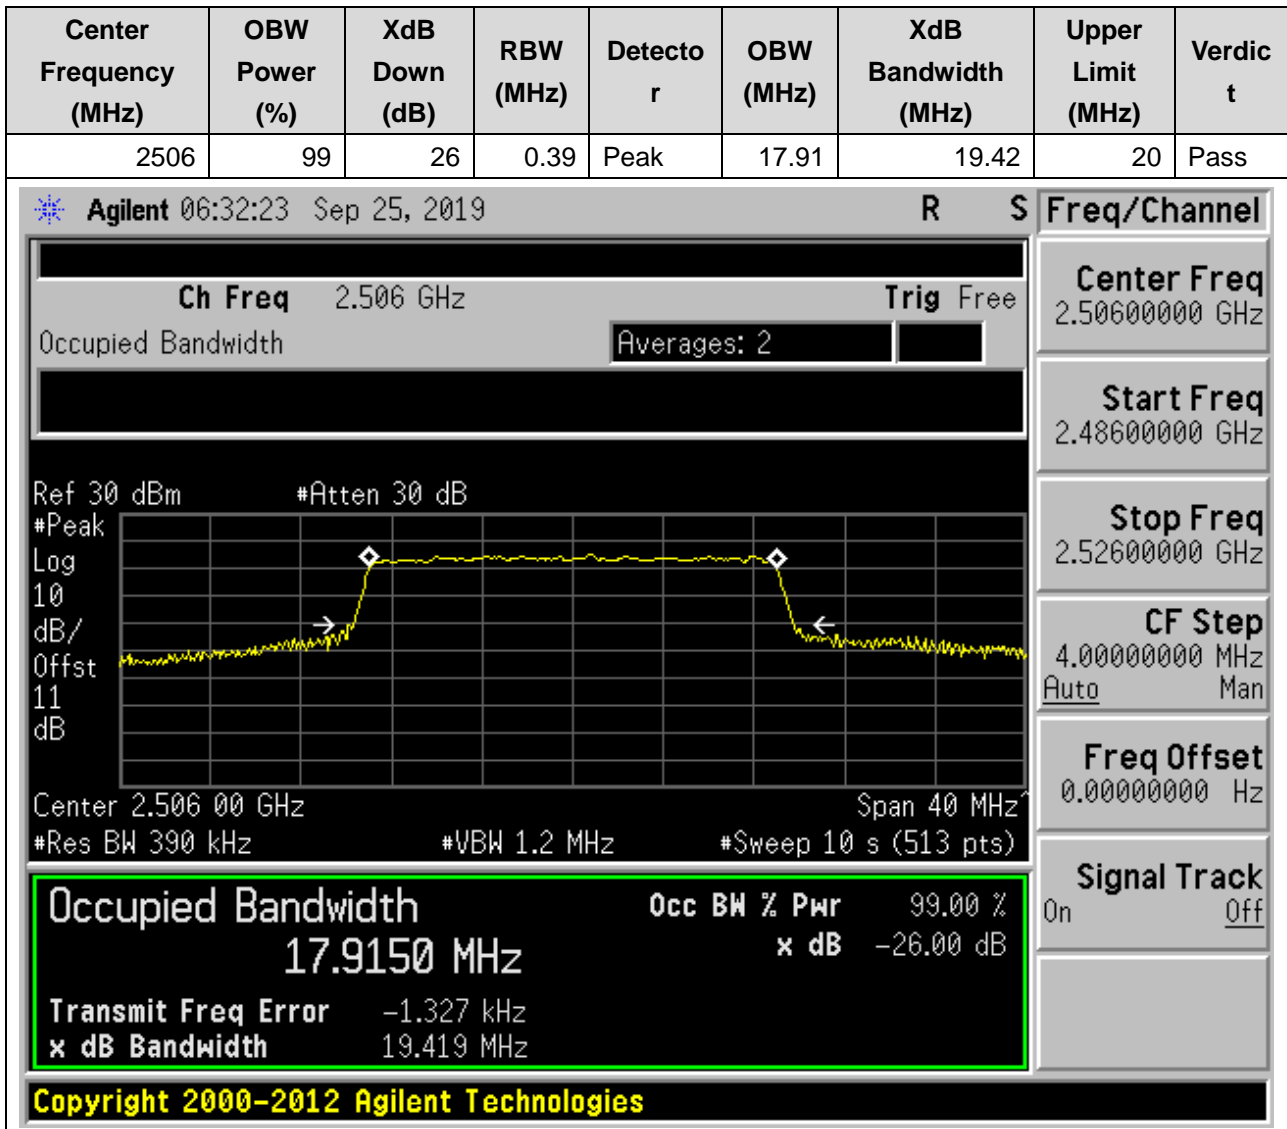 Center Frequency (MHz) OBW Power (%) XdB Down (dB) RBW (MHz) Detecto r OBW (MHz) XdB Bandwidth (MHz) Upper Limit (MHz) Verdic t
2506 99 26 0.39 Peak 17.91 19.42 20 Pass
Agilent 06:32:23 Sep 25, 2019 R S Freq/Channel
Ch Freq 2.506 GHz Trig Free
Occupied Bandwidth Averages: 2
Center Freq
2.50600000 GHz
Start Freq
2.48600000 GHz
Stop Freq
2.52600000 GHz
CF Step
4.00000000 MHz
Auto Man
Freq Offset
0.00000000 Hz
Signal Track
On Off
Ref 30 dBm #Atten 30 dB
#Peak
Log
10
dB/
Offst
11
dB
Center 2.506 00 GHz Span 40 MHz^
#Res BW 390 kHz #VBW 1.2 MHz #Sweep 10 s (513 pts)
Occupied Bandwidth Occ BW % Pwr 99.00 %
17.9150 MHz x dB -26.00 dB
Transmit Freq Error -1.327 kHz
x dB Bandwidth 19.419 MHz
Copyright 2000-2012 Agilent Technologies